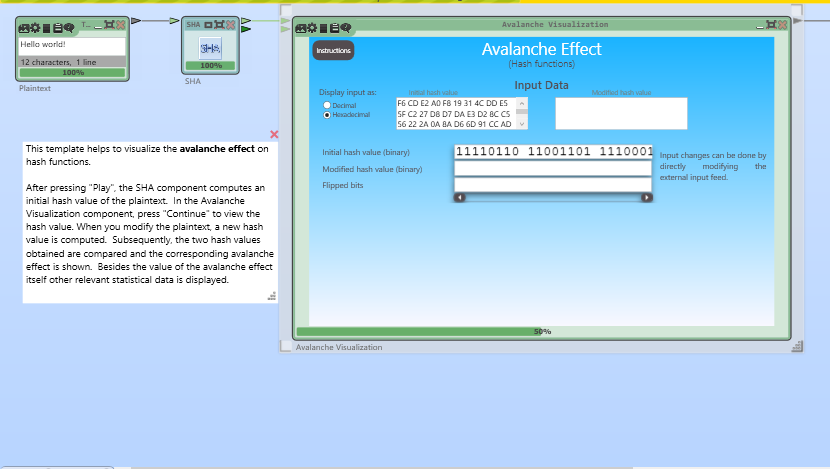 T...
Hello world!
12 characters, 1 line
100%
Plaintext
SHA
SHA
100%
SHA
Avalanche Visualization
Instructions
Avalanche Effect
(Hash functions)
Input Data
Display input as:
Decimal
Hexadecimal
Initial hash value
F6 CD E2 A0 F8 19 31 4C DD E5
5F C2 27 D8 D7 DA E3 D2 8C C5
56 22 2A 0A 8A D6 6D 91 CC AD
Modified hash value
Initial hash value (binary)
11110110 11001101 1110001
Modified hash value (binary)
Flipped bits
Input changes can be done by
directly modifying the
external input feed.
50%
Avalanche Visualization
This template helps to visualize the avalanche effect on
hash functions.
After pressing "Play", the SHA component computes an
initial hash value of the plaintext. In the Avalanche
Visualization component, press "Continue" to view the
hash value. When you modify the plaintext, a new hash
value is computed. Subsequently, the two hash values
obtained are compared and the corresponding avalanche
effect is shown. Besides the value of the avalanche effect
itself other relevant statistical data is displayed.